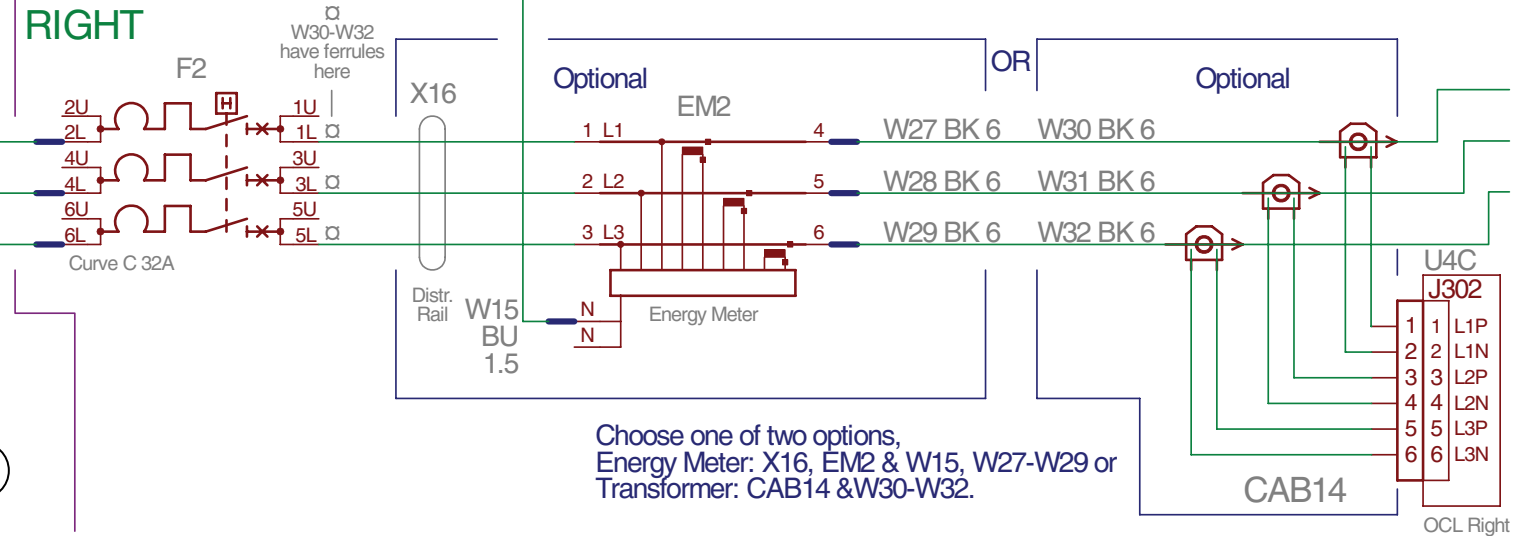 RIGHT
¤
W30-W32
have ferrules
here
F2
H
2U
2L
4U
4L
6U
6L
1U
1L ¤
3U
3L ¤
5U
5L ¤
Curve C 32A
X16
Distr.
Rail
Optional
EM2
1 L1
2 L2
3 L3
4
5
6
N
N
Energy Meter
W15
BU
1.5
W27 BK 6
W28 BK 6
W29 BK 6
OR
Optional
W30 BK 6
W31 BK 6
W32 BK 6
Choose one of two options,
Energy Meter: X16, EM2 & W15, W27-W29 or
Transformer: CAB14 &W30-W32.
CAB14
U4C
J302
1 1 L1P
2 2 L1N
3 3 L2P
4 4 L2N
5 5 L3P
6 6 L3N
OCL Right